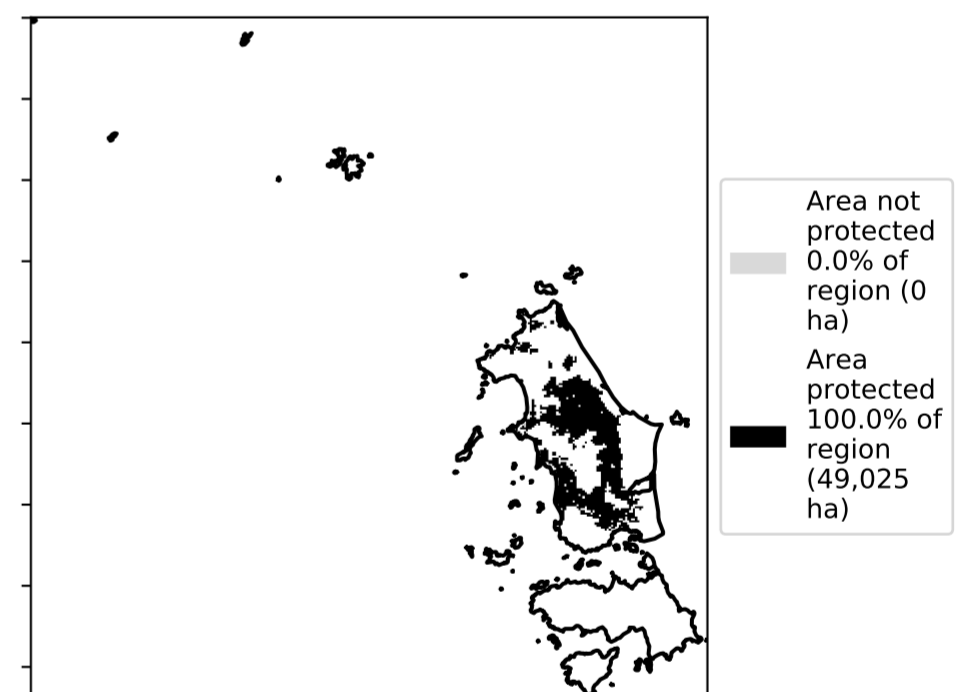 Area not
protected
0.0% of
region (0
ha)
Area
protected
100.0% of
region
(49,025
ha)